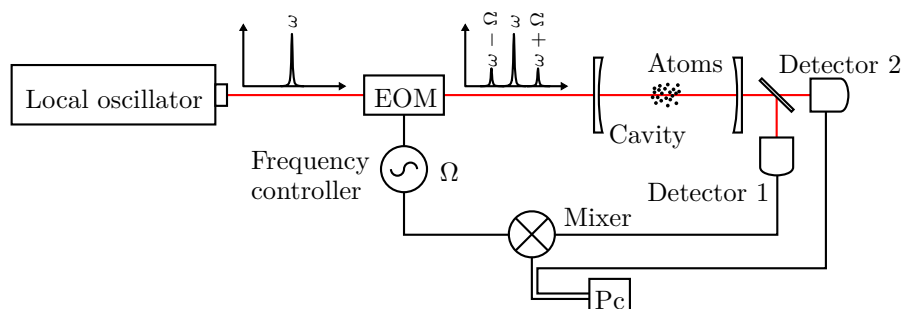 ω
ω − Ω
ω
ω + Ω
Local oscillator
EOM
Atoms
Detector 2
Cavity
Frequency
controller
Ω
Detector 1
Mixer
Pc